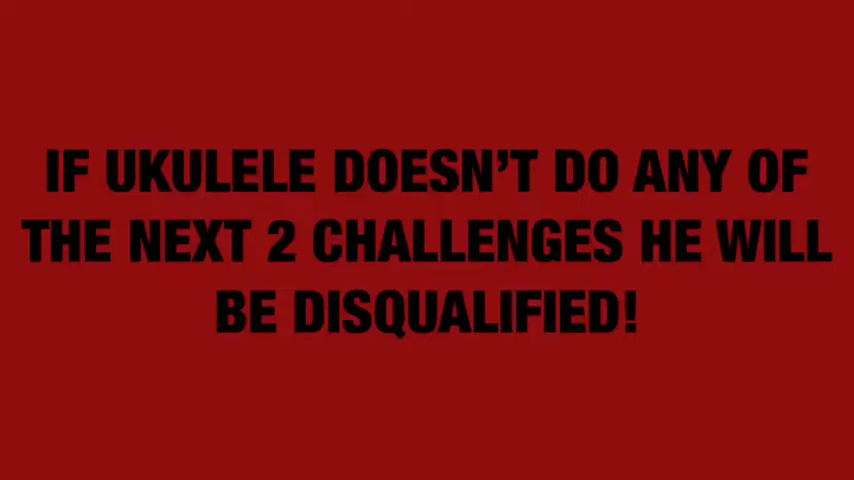 IF UKULELE DOESN’T DO ANY OF
THE NEXT 2 CHALLENGES HE WILL
BE DISQUALIFIED!